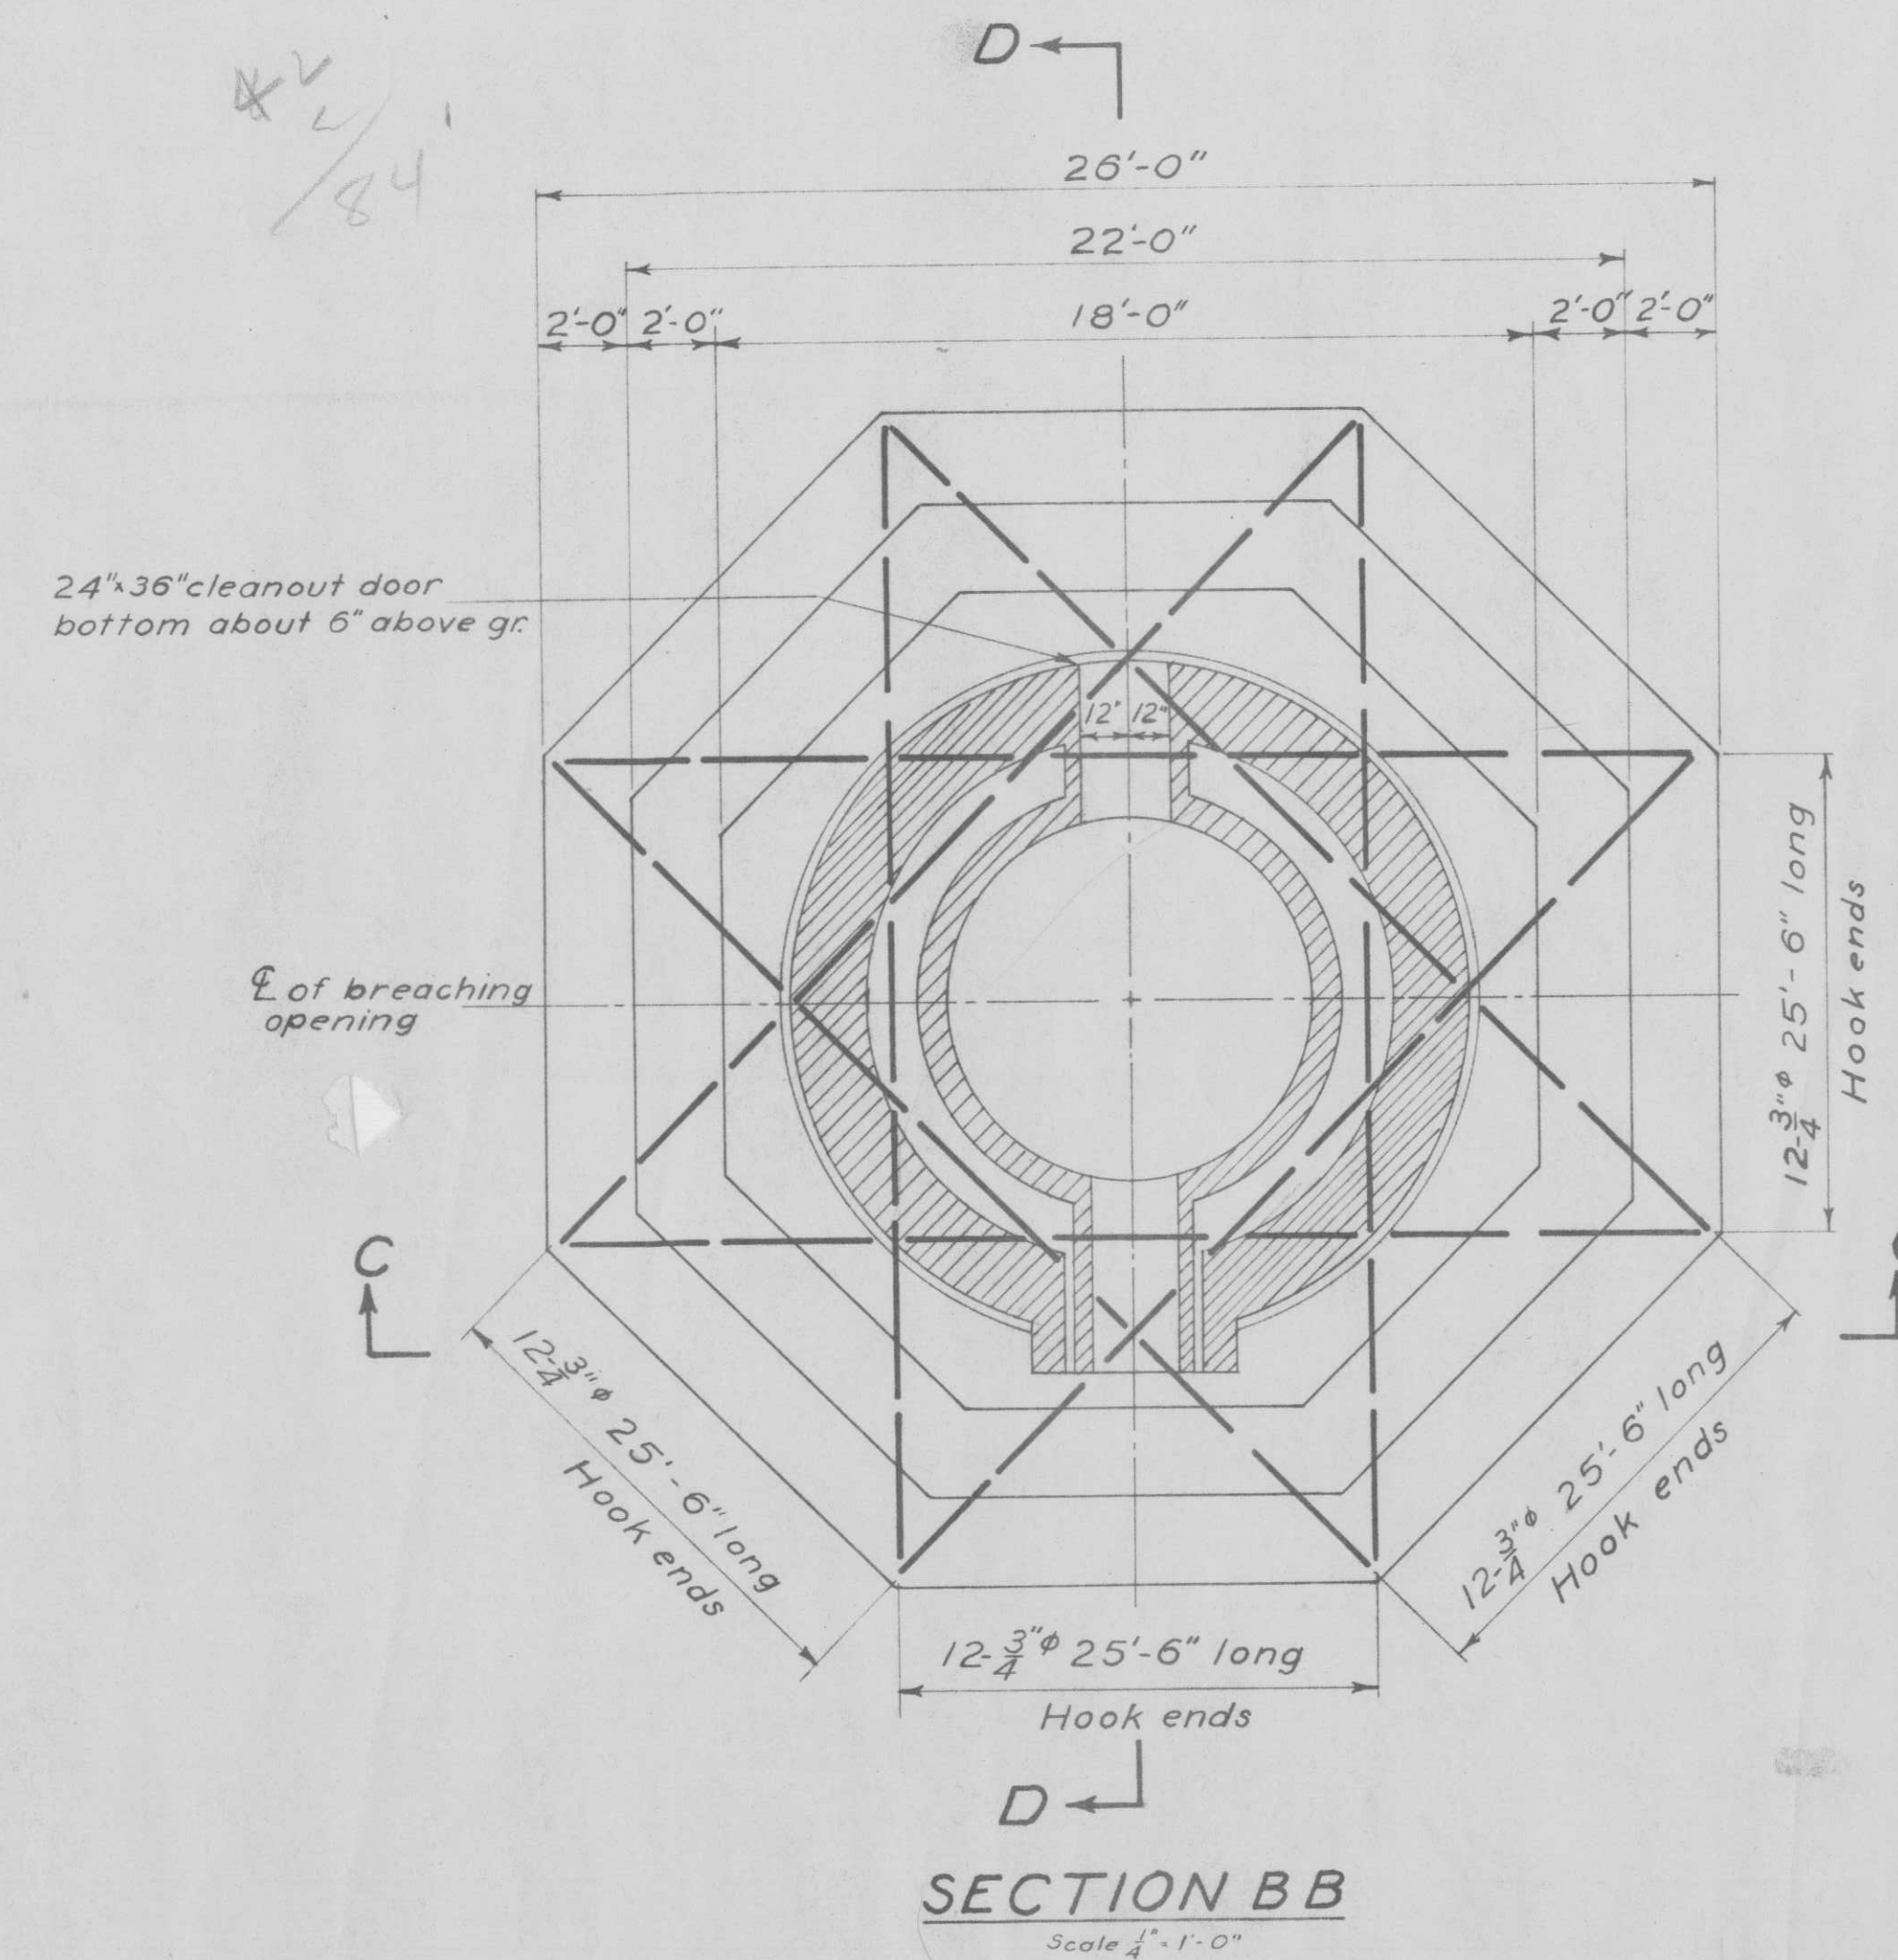 D
26'-0"
22'-0"
2'-0" 2'-0" 18'-0" 2'-0" 2'-0"
24"x36" cleanout door
bottom about 6" above gr.
12" 12"
12-3/4"φ 25'-6" long
Hook ends
℄ of breaching
opening
C
12-3/4"φ 25'-6" long
Hook ends
12-3/4"φ 25'-6" long
Hook ends
12-3/4"φ 25'-6" long
Hook ends
D
SECTION BB
Scale 1/4" = 1'-0"
84